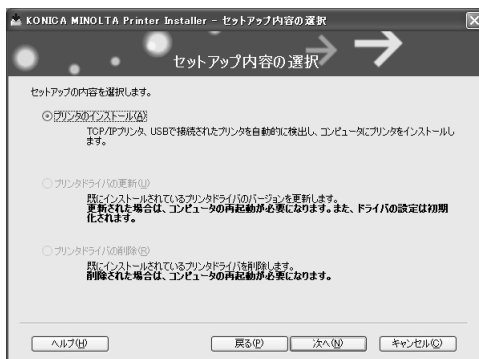 KONICA MINOLTA Printer Installer - セットアップ内容の選択
セットアップ内容の選択
セットアップの内容を選択します。
プリンタのインストール(A)
TCP/IPプリンタ、USBで接続されたプリンタを自動的に検出し、コンピュータにプリンタをインストールし
ます。
プリンタドライバの更新(U)
既にインストールされているプリンタドライバのバージョンを更新します。
更新された場合は、コンピュータの再起動が必要になります。また、ドライバの設定は初期
化されます。
プリンタドライバの削除(R)
既にインストールされているプリンタドライバを削除します。
削除された場合は、コンピュータの再起動が必要になります。
ヘルプ(H)
戻る(P)
次へ(N)
キャンセル(C)